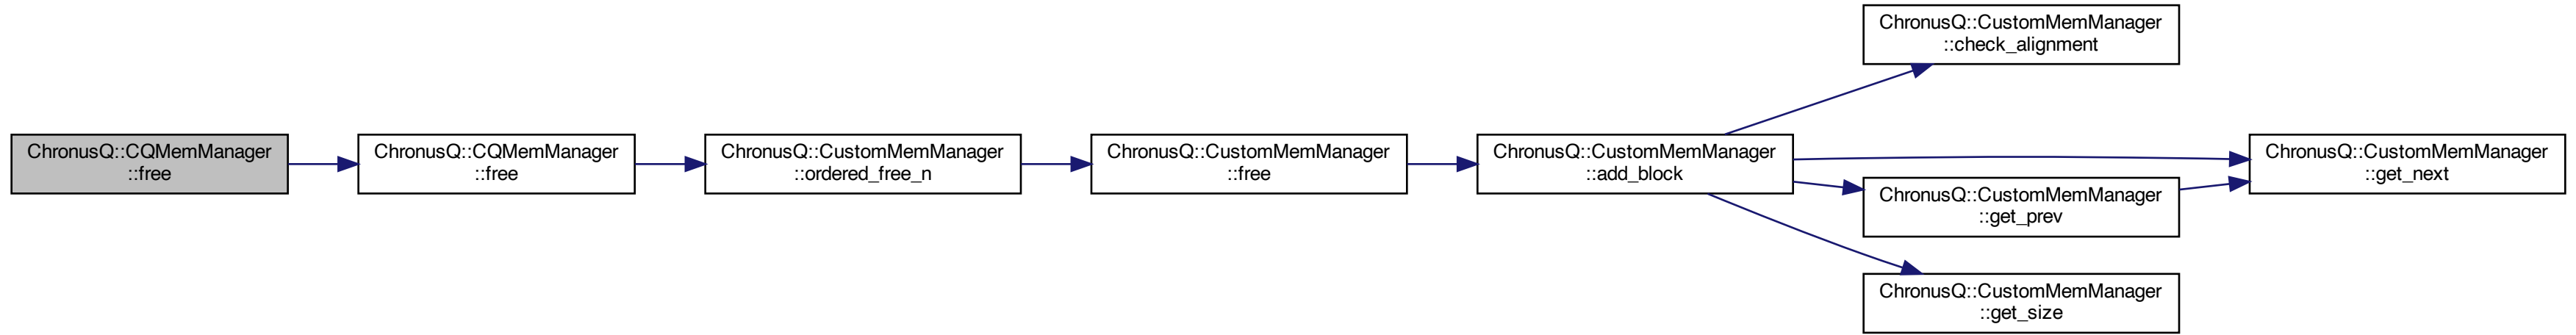 ChronusQ::CQMemManager
::free
ChronusQ::CQMemManager
::free
ChronusQ::CustomMemManager
::ordered_free_n
ChronusQ::CustomMemManager
::free
ChronusQ::CustomMemManager
::add_block
ChronusQ::CustomMemManager
::check_alignment
ChronusQ::CustomMemManager
::get_next
ChronusQ::CustomMemManager
::get_prev
ChronusQ::CustomMemManager
::get_size